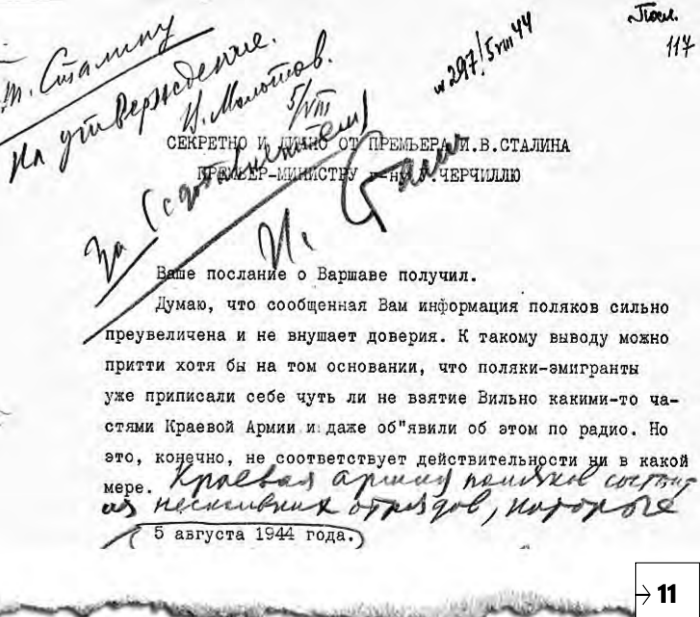 т. Сталину
На утверждение.
В. Молотов.
5/VIII
№ 297/5 VIII 44
Посл.
117
СЕКРЕТНО И ЛИЧНО ОТ ПРЕМЬЕРА И.В.СТАЛИНА
ПРЕМЬЕР-МИНИСТРУ г-ну У.ЧЕРЧИЛЛЮ
За (с добавлением)
И. Сталин
Ваше послание о Варшаве получил.
Думаю, что сообщенная Вам информация поляков сильно
преувеличена и не внушает доверия. К такому выводу можно
притти хотя бы на том основании, что поляки-эмигранты
уже приписали себе чуть ли не взятие Вильно какими-то ча-
стями Краевой Армии и даже об"явили об этом по радио. Но
это, конечно, не соответствует действительности ни в какой
мере. Краевая армия поляков состоит
из нескольких отрядов, которые
5 августа 1944 года.
→ 11